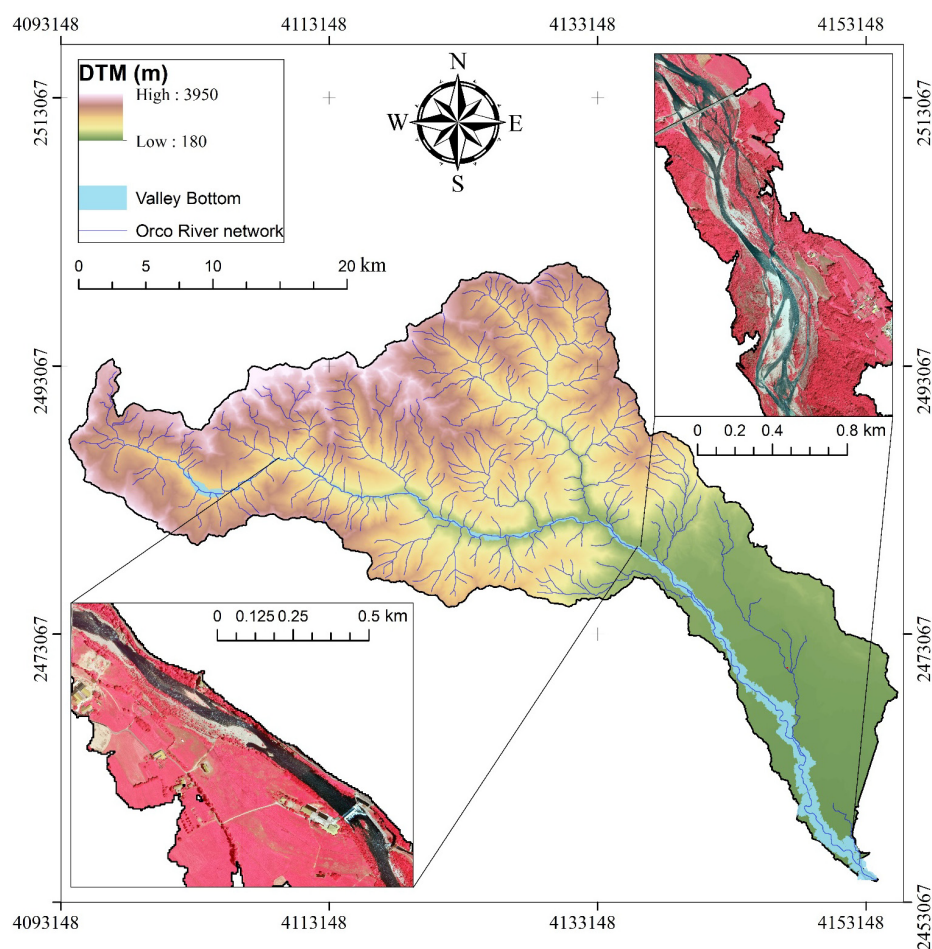 4093148 4113148 4133148 4153148
DTM (m)
High : 3950
Low : 180
Valley Bottom
Orco River network
0 5 10 20 km
N
W E
S
2513067 2513067
2493067 2493067
0 0.2 0.4 0.8 km
2473067 2473067
0 0.125 0.25 0.5 km
2453067
4093148 4113148 4133148 4153148